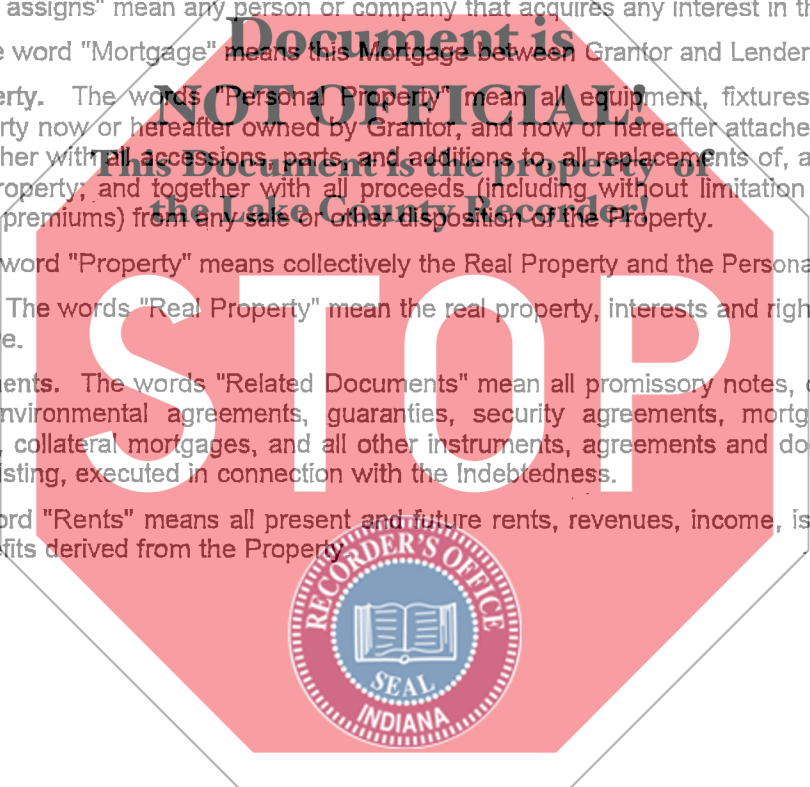 assigns" mean any person or company that acquires any interest in th
Document is
e word "Mortgage" means this Mortgage between Grantor and Lender
NOT OFFICIAL!
erty. The words "Personal Property" mean all equipment, fixtures
rty now or hereafter owned by Grantor, and now or hereafter attache
This Document is the property of
her with all accessions, parts, and additions to, all replacements of, a
roperty; and together with all proceeds (including without limitation
the Lake County Recorder!
premiums) from any sale or other disposition of the Property.
word "Property" means collectively the Real Property and the Persona
The words "Real Property" mean the real property, interests and righ
e.
STOP
ents. The words "Related Documents" mean all promissory notes, c
nvironmental agreements, guaranties, security agreements, mortg
, collateral mortgages, and all other instruments, agreements and do
isting, executed in connection with the Indebtedness.
ord "Rents" means all present and future rents, revenues, income, is
fits derived from the Property
RECORDER'S OFFICE
SEAL
INDIANA